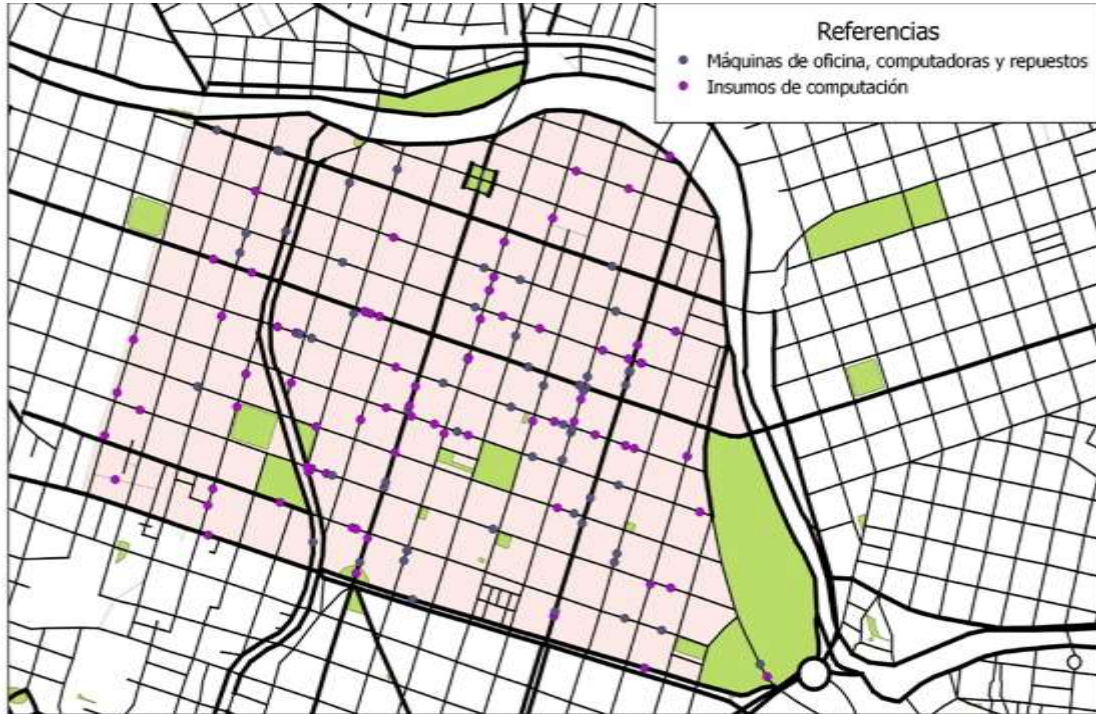 Referencias
Máquinas de oficina, computadoras y repuestos
Insumos de computación